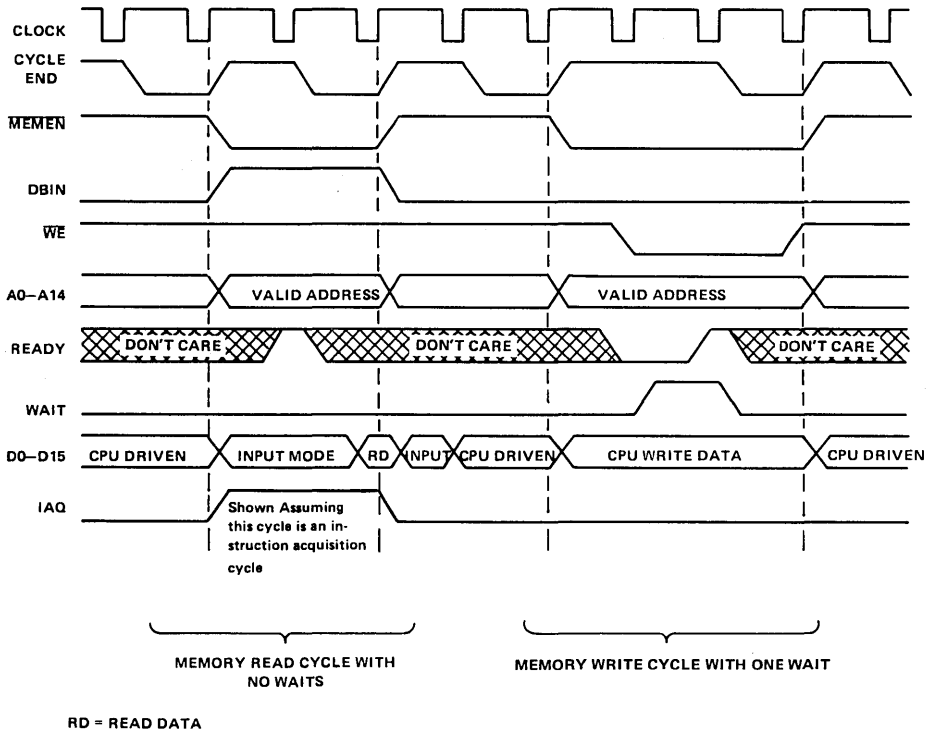 CLOCK
CYCLE
END
MEMEN
DBIN
WE
A0–A14 VALID ADDRESS VALID ADDRESS
READY DON'T CARE DON'T CARE DON'T CARE
WAIT
D0–D15 CPU DRIVEN INPUT MODE RD INPUT CPU DRIVEN CPU WRITE DATA CPU DRIVEN
IAQ
Shown Assuming
this cycle is an in-
struction acquisition
cycle
MEMORY READ CYCLE WITH
NO WAITS
MEMORY WRITE CYCLE WITH ONE WAIT
RD = READ DATA